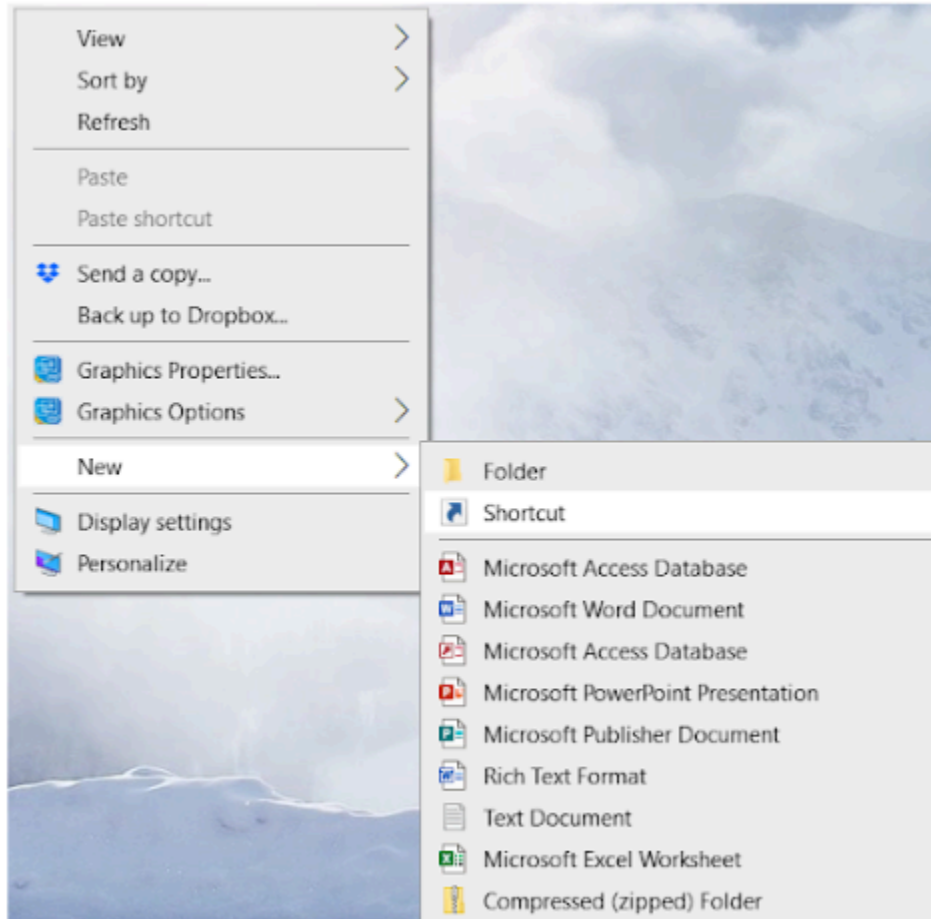 View
Sort by
Refresh
Paste
Paste shortcut
Send a copy...
Back up to Dropbox...
Graphics Properties...
Graphics Options
New
Display settings
Personalize
Folder
Shortcut
Microsoft Access Database
Microsoft Word Document
Microsoft Access Database
Microsoft PowerPoint Presentation
Microsoft Publisher Document
Rich Text Format
Text Document
Microsoft Excel Worksheet
Compressed (zipped) Folder